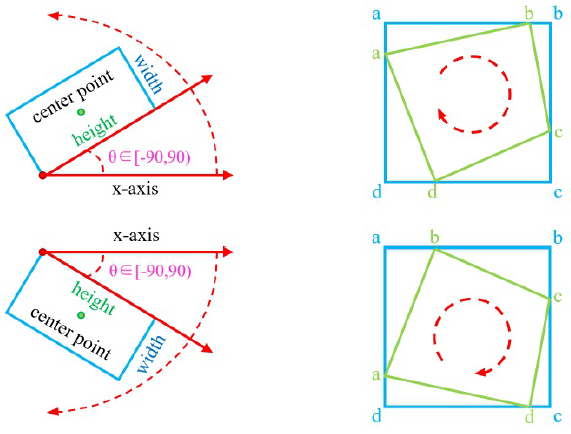 width
center point
height
θ∈[-90,90)
x-axis
a
b
a
b
c
d
d
c
x-axis
θ∈[-90,90)
height
center point
width
a
b
b
c
a
d
d
c